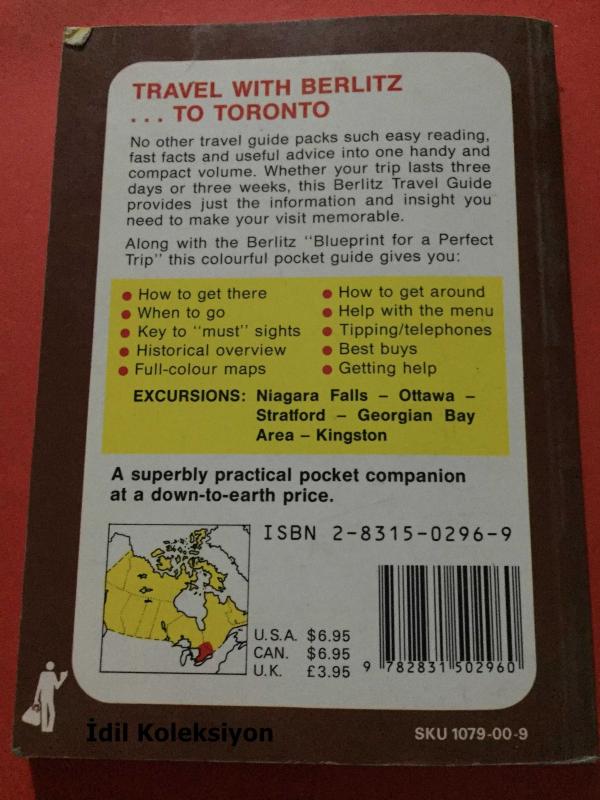 TRAVEL WITH BERLITZ
... TO TORONTO
No other travel guide packs such easy reading,
fast facts and useful advice into one handy and
compact volume. Whether your trip lasts three
days or three weeks, this Berlitz Travel Guide
provides just the information and insight you
need to make your visit memorable.
Along with the Berlitz "Blueprint for a Perfect
Trip" this colourful pocket guide gives you:
● How to get there
● When to go
● Key to "must" sights
● Historical overview
● Full-colour maps
● How to get around
● Help with the menu
● Tipping/telephones
● Best buys
● Getting help
EXCURSIONS: Niagara Falls – Ottawa –
Stratford – Georgian Bay
Area – Kingston
A superbly practical pocket companion
at a down-to-earth price.
ISBN 2-8315-0296-9
U.S.A. $6.95
CAN. $6.95
U.K. £3.95
9 782831 502960
İdil Koleksiyon
SKU 1079-00-9